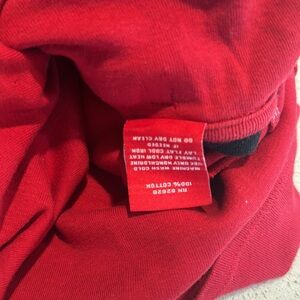 RN 02826
100% COTTON
MACHINE WASH COLD
USE ONLY NONCHLORINE
TUMBLE DRY LOW HEAT
LAY FLAT COOL IRON
IF NEEDED
DO NOT DRY CLEAN